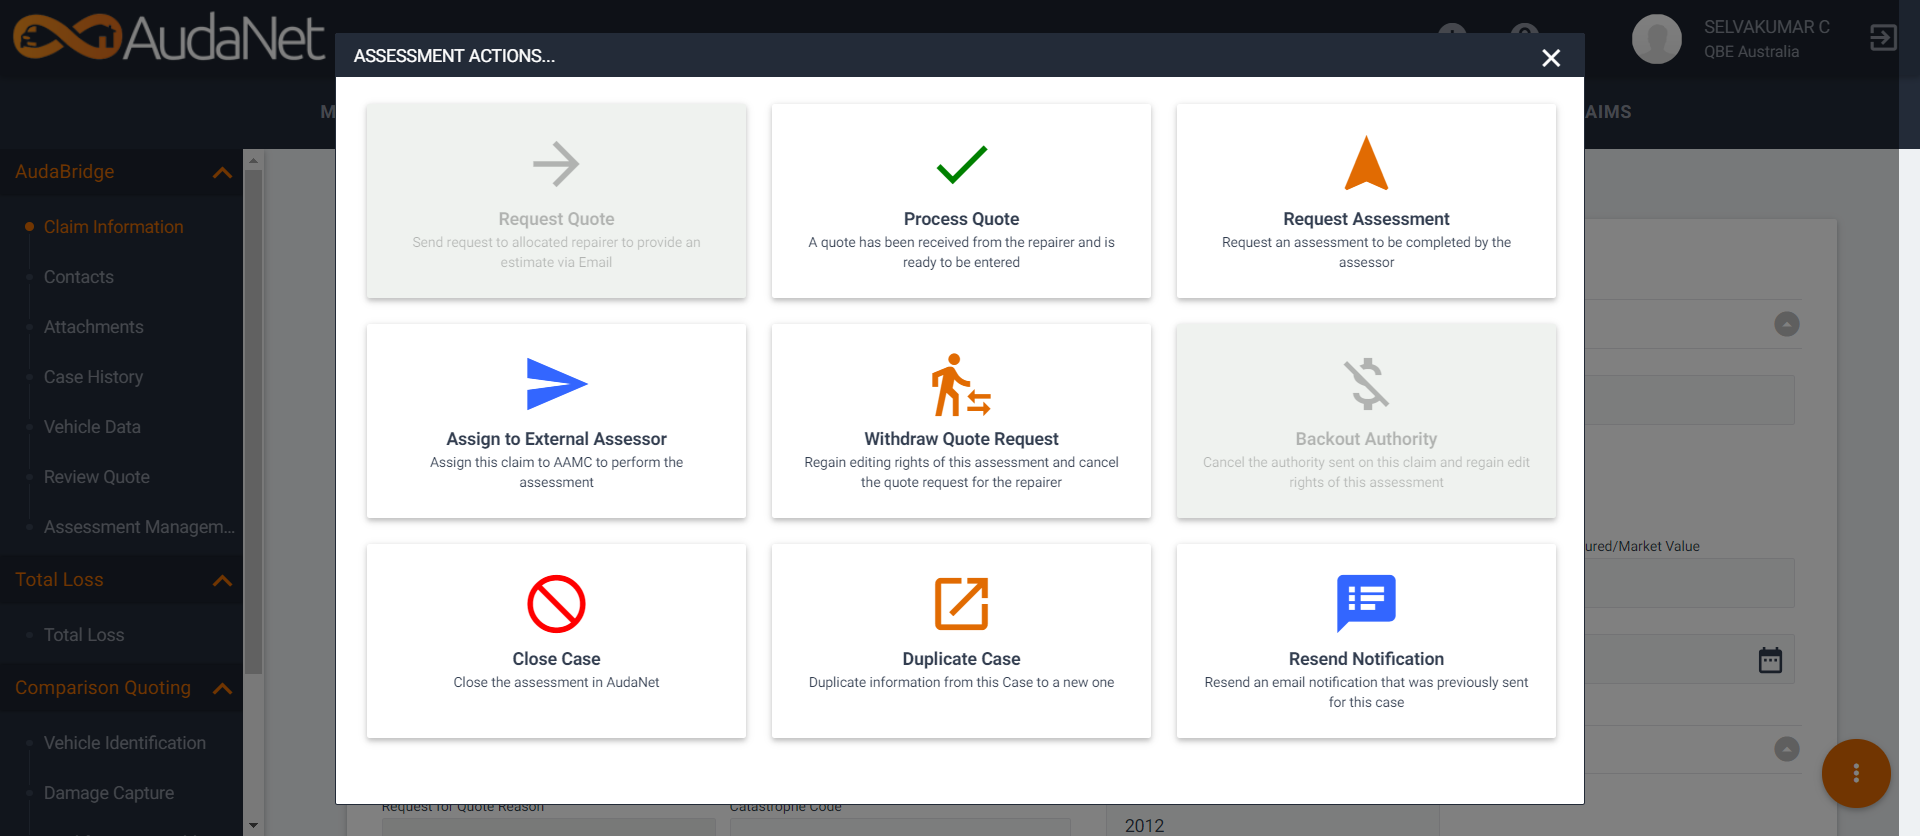 AudaNet
SELVAKUMAR C
QBE Australia
ASSESSMENT ACTIONS...
M
AIMS
AudaBridge
Claim Information
Contacts
Attachments
Case History
Vehicle Data
Review Quote
Assessment Managem...
Total Loss
Total Loss
Comparison Quoting
Vehicle Identification
Damage Capture
Request Quote
Send request to allocated repairer to provide an
estimate via Email
Process Quote
A quote has been received from the repairer and is
ready to be entered
Request Assessment
Request an assessment to be completed by the
assessor
Assign to External Assessor
Assign this claim to AAMC to perform the
assessment
Withdraw Quote Request
Regain editing rights of this assessment and cancel
the quote request for the repairer
Backout Authority
Cancel the authority sent on this claim and regain edit
rights of this assessment
Close Case
Close the assessment in AudaNet
Duplicate Case
Duplicate information from this Case to a new one
Resend Notification
Resend an email notification that was previously sent
for this case
ured/Market Value
Request for Quote Reason
Catastrophe Code
2012